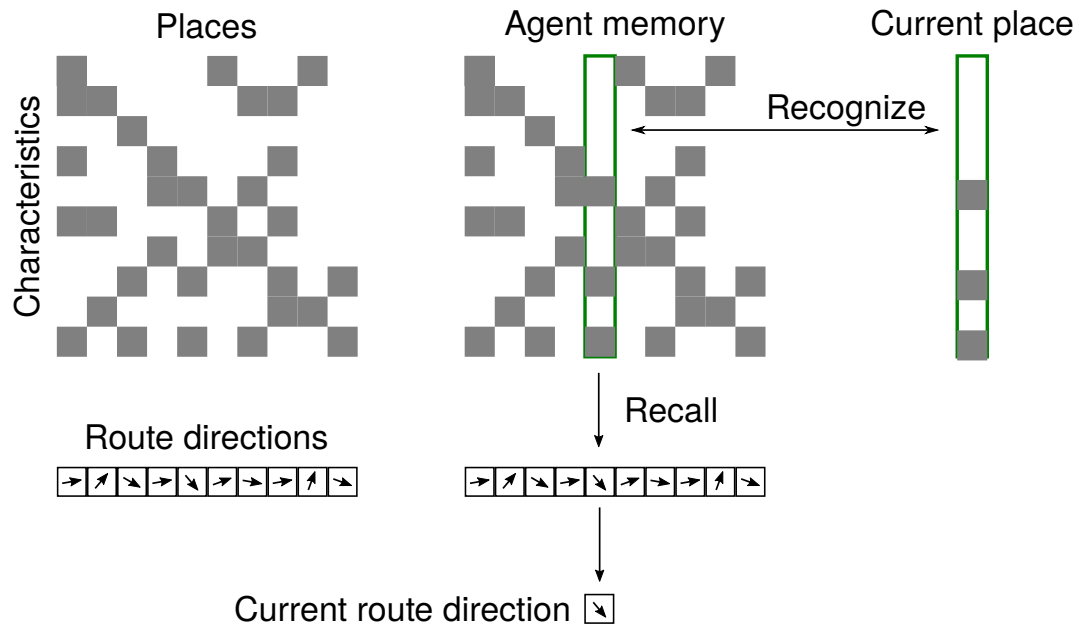 Places
Agent memory
Current place
Characteristics
Recognize
Recall
Route directions
Current route direction